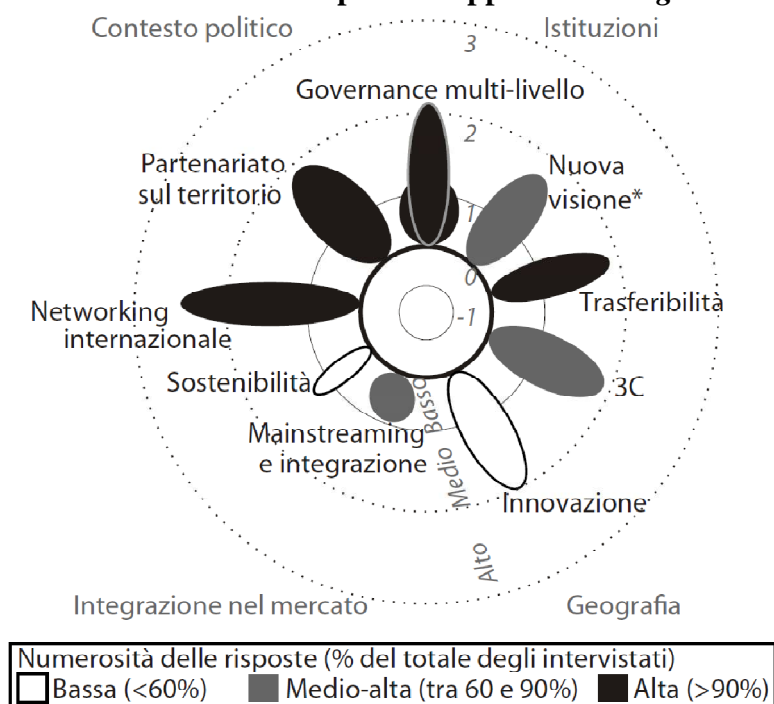 Contesto politico
Istituzioni
3
Governance multi-livello
2
Partenariato
sul territorio
Nuova
visione*
1
0
-1
Networking
internazionale
Trasferibilità
Sostenibilità
3C
Basso
Mainstreaming
e integrazione
Medio
Innovazione
Alto
Integrazione nel mercato
Geografia
Numerosità delle risposte (% del totale degli intervistati)
Bassa (<60%) Medio-alta (tra 60 e 90%) Alta (>90%)